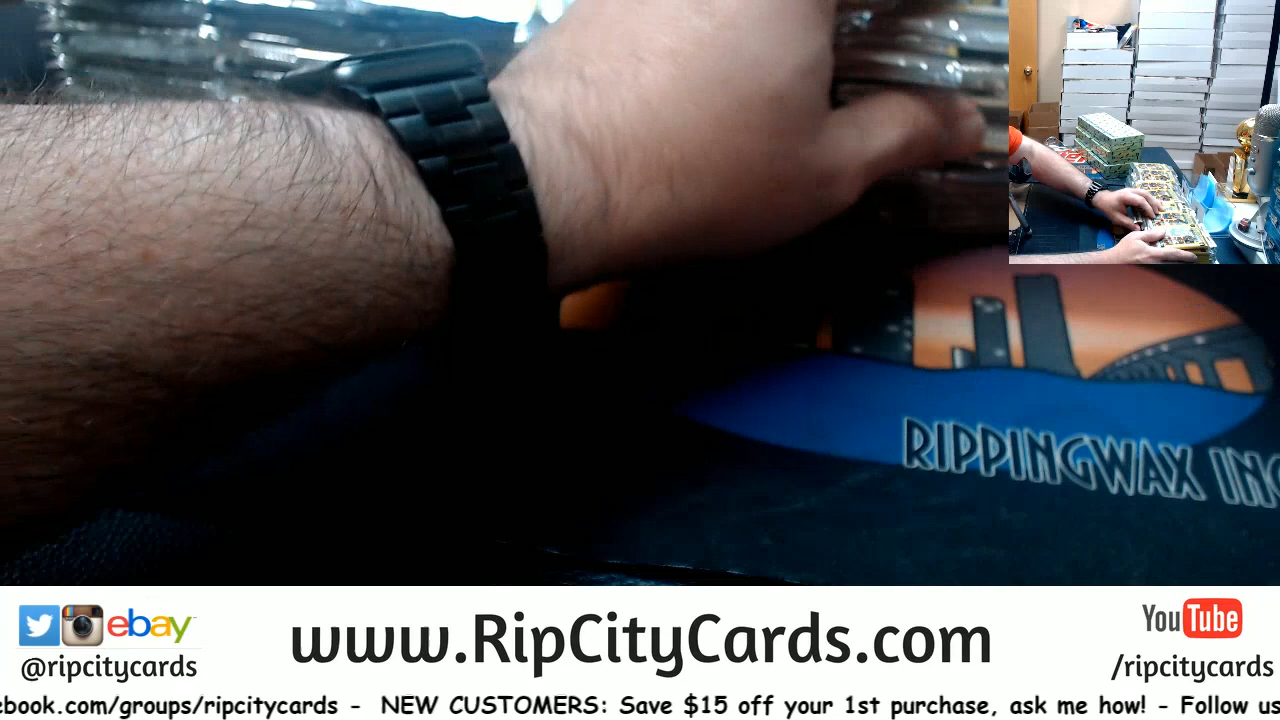 RIPPINGWAX INC
ebay
@ripcitycards
www.RipCityCards.com
YouTube
/ripcitycards
ebook.com/groups/ripcitycards - NEW CUSTOMERS: Save $15 off your 1st purchase, ask me how! - Follow us